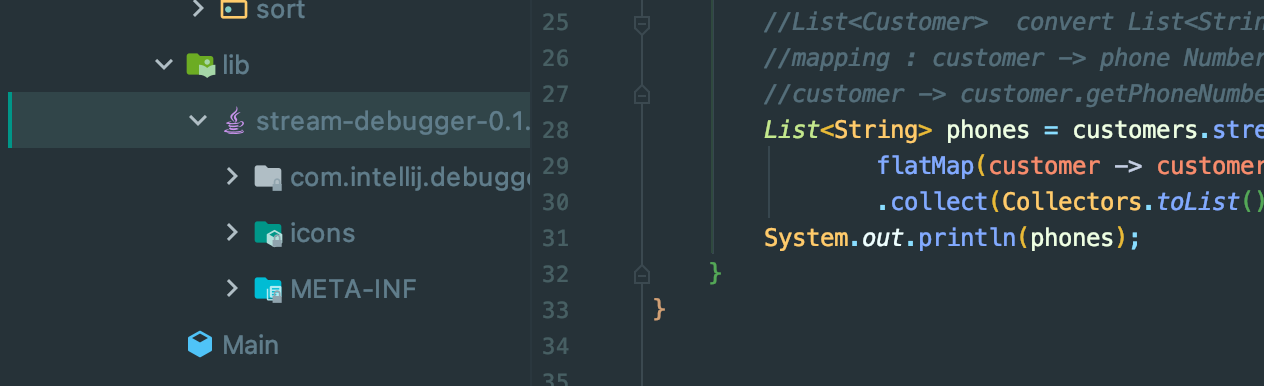 sort
lib
stream-debugger-0.1.
com.intellij.debugge
icons
META-INF
Main
25 //List<Customer>  convert List<Strin
26 //mapping : customer -> phone Number
27 //customer -> customer.getPhoneNumbe
28 List<String> phones = customers.stre
29 flatMap(customer -> customer
30 .collect(Collectors.toList()
31 System.out.println(phones);
32 }
33 }
34
35